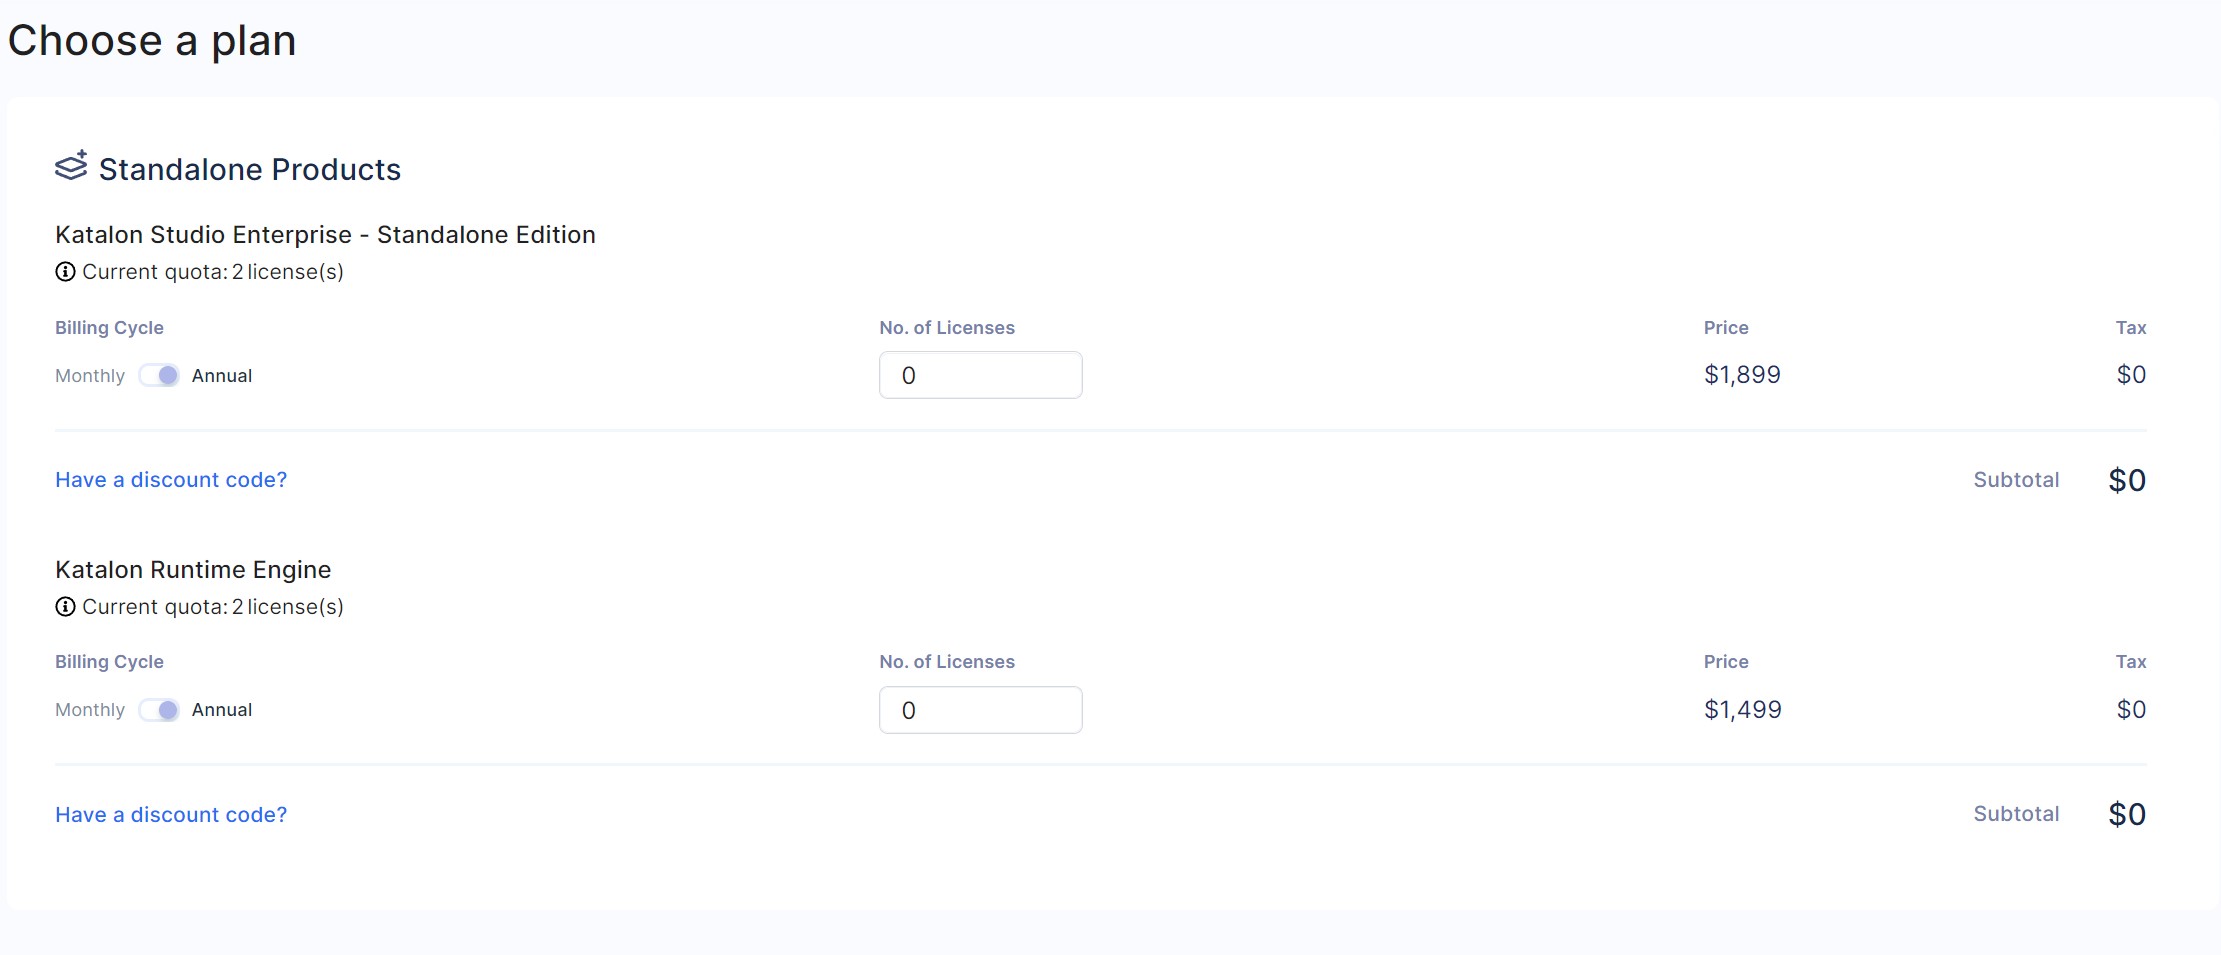 Choose a plan
Standalone Products
Katalon Studio Enterprise - Standalone Edition
Current quota: 2 license(s)
Billing Cycle No. of Licenses Price Tax
Monthly Annual 0 $1,899 $0
Have a discount code? Subtotal $0
Katalon Runtime Engine
Current quota: 2 license(s)
Billing Cycle No. of Licenses Price Tax
Monthly Annual 0 $1,499 $0
Have a discount code? Subtotal $0